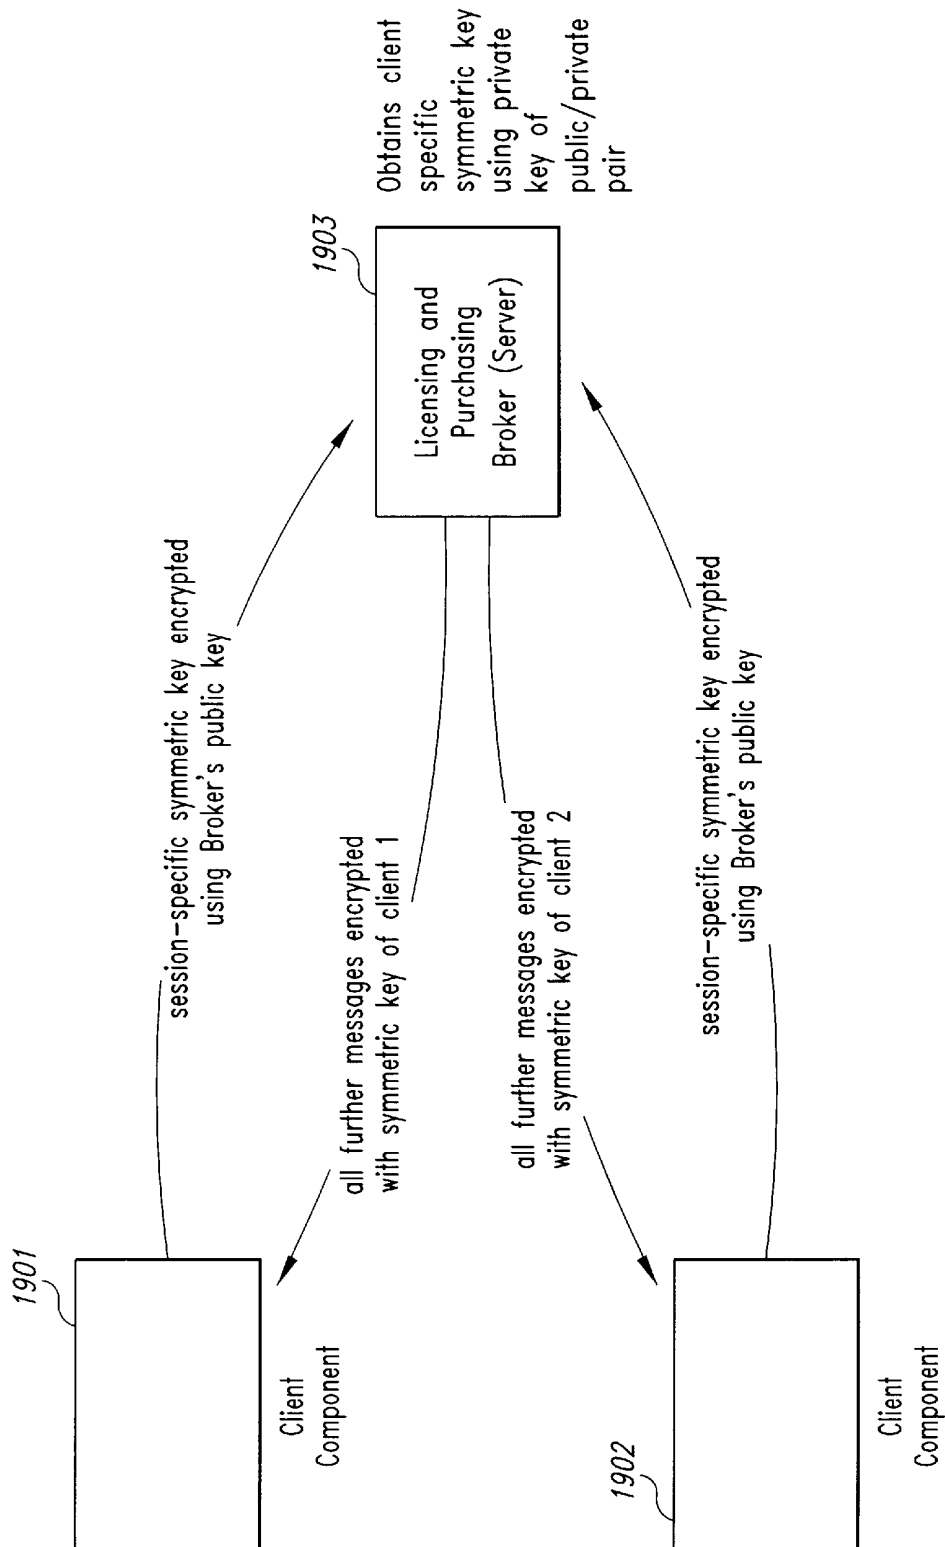 1901
Client
Component
session-specific symmetric key encrypted
using Broker's public key
all further messages encrypted
with symmetric key of client 1
1903
Licensing and
Purchasing
Broker (Server)
Obtains client
specific
symmetric key
using private
key of
public/private
pair
all further messages encrypted
with symmetric key of client 2
1902
Client
Component
session-specific symmetric key encrypted
using Broker's public key